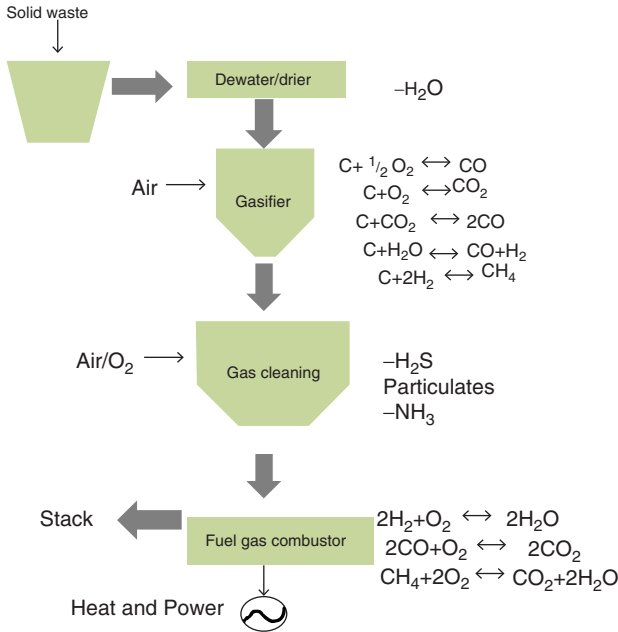 Solid waste
Dewater/drier
–H₂O
Air
Gasifier
C+ ¹/₂ O₂ ⟷ CO
C+O₂ ⟷ CO₂
C+CO₂ ⟷ 2CO
C+H₂O ⟷ CO+H₂
C+2H₂ ⟷ CH₄
Air/O₂
Gas cleaning
–H₂S
Particulates
–NH₃
Stack
Fuel gas combustor
2H₂+O₂ ⟷ 2H₂O
2CO+O₂ ⟷ 2CO₂
CH₄+2O₂ ⟷ CO₂+2H₂O
Heat and Power